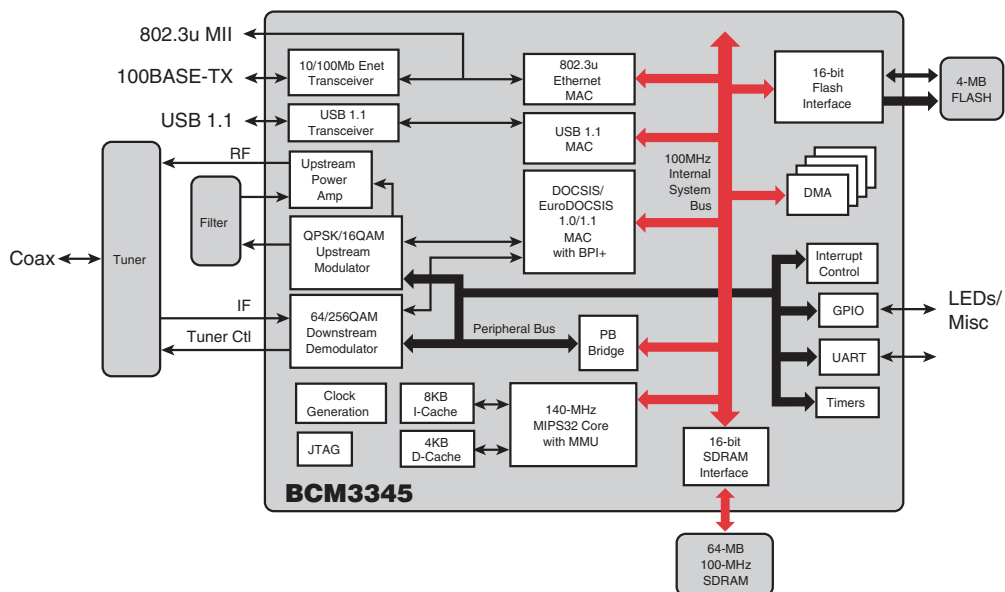 802.3u MII
100BASE-TX
USB 1.1
10/100Mb Enet
Transceiver
USB 1.1
Transceiver
802.3u
Ethernet
MAC
USB 1.1
MAC
16-bit
Flash
Interface
4-MB
FLASH
RF
Upstream
Power
Amp
DOCSIS/
EuroDOCSIS
1.0/1.1
MAC
with BPI+
100MHz
Internal
System
Bus
DMA
Filter
QPSK/16QAM
Upstream
Modulator
Coax
Tuner
Interrupt
Control
IF
64/256QAM
Downstream
Demodulator
Tuner Ctl
Peripheral Bus
PB
Bridge
GPIO
LEDs/
Misc
UART
Timers
Clock
Generation
8KB
I-Cache
140-MHz
MIPS32 Core
with MMU
JTAG
4KB
D-Cache
16-bit
SDRAM
Interface
BCM3345
64-MB
100-MHz
SDRAM